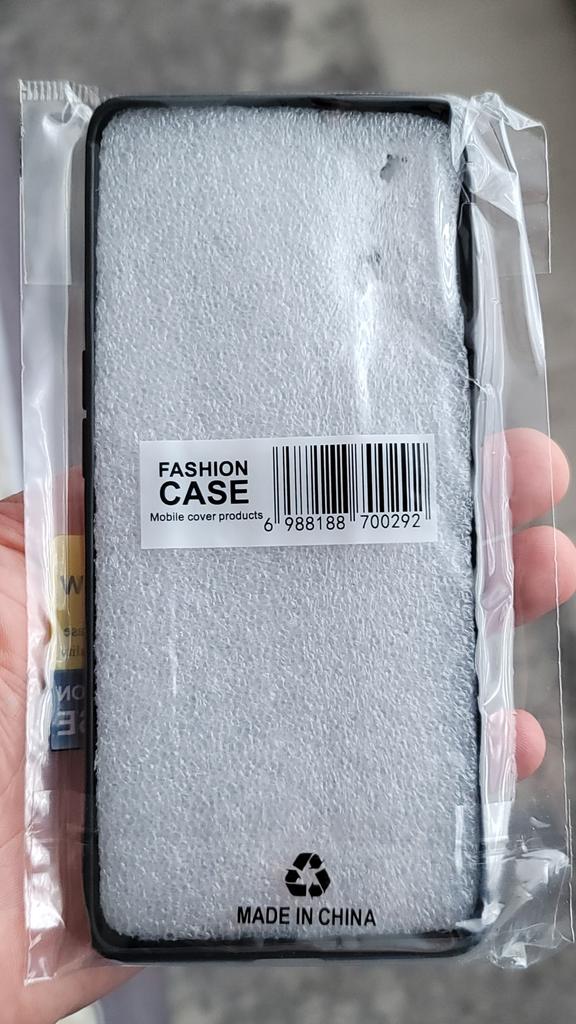 FASHION
CASE
Mobile cover products
6 988188 700292
MADE IN CHINA